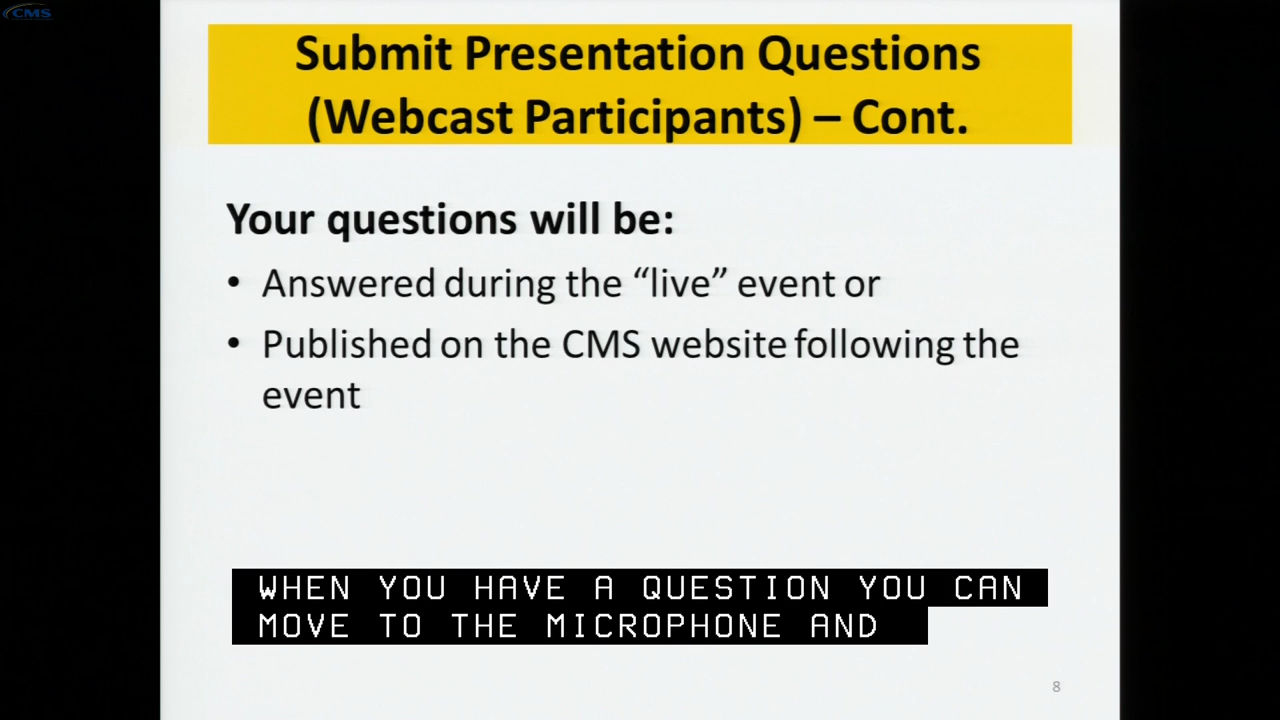 CMS
Submit Presentation Questions
(Webcast Participants) – Cont.
Your questions will be:
• Answered during the “live” event or
• Published on the CMS website following the
event
WHEN YOU HAVE A QUESTION YOU CAN
MOVE TO THE MICROPHONE AND
8